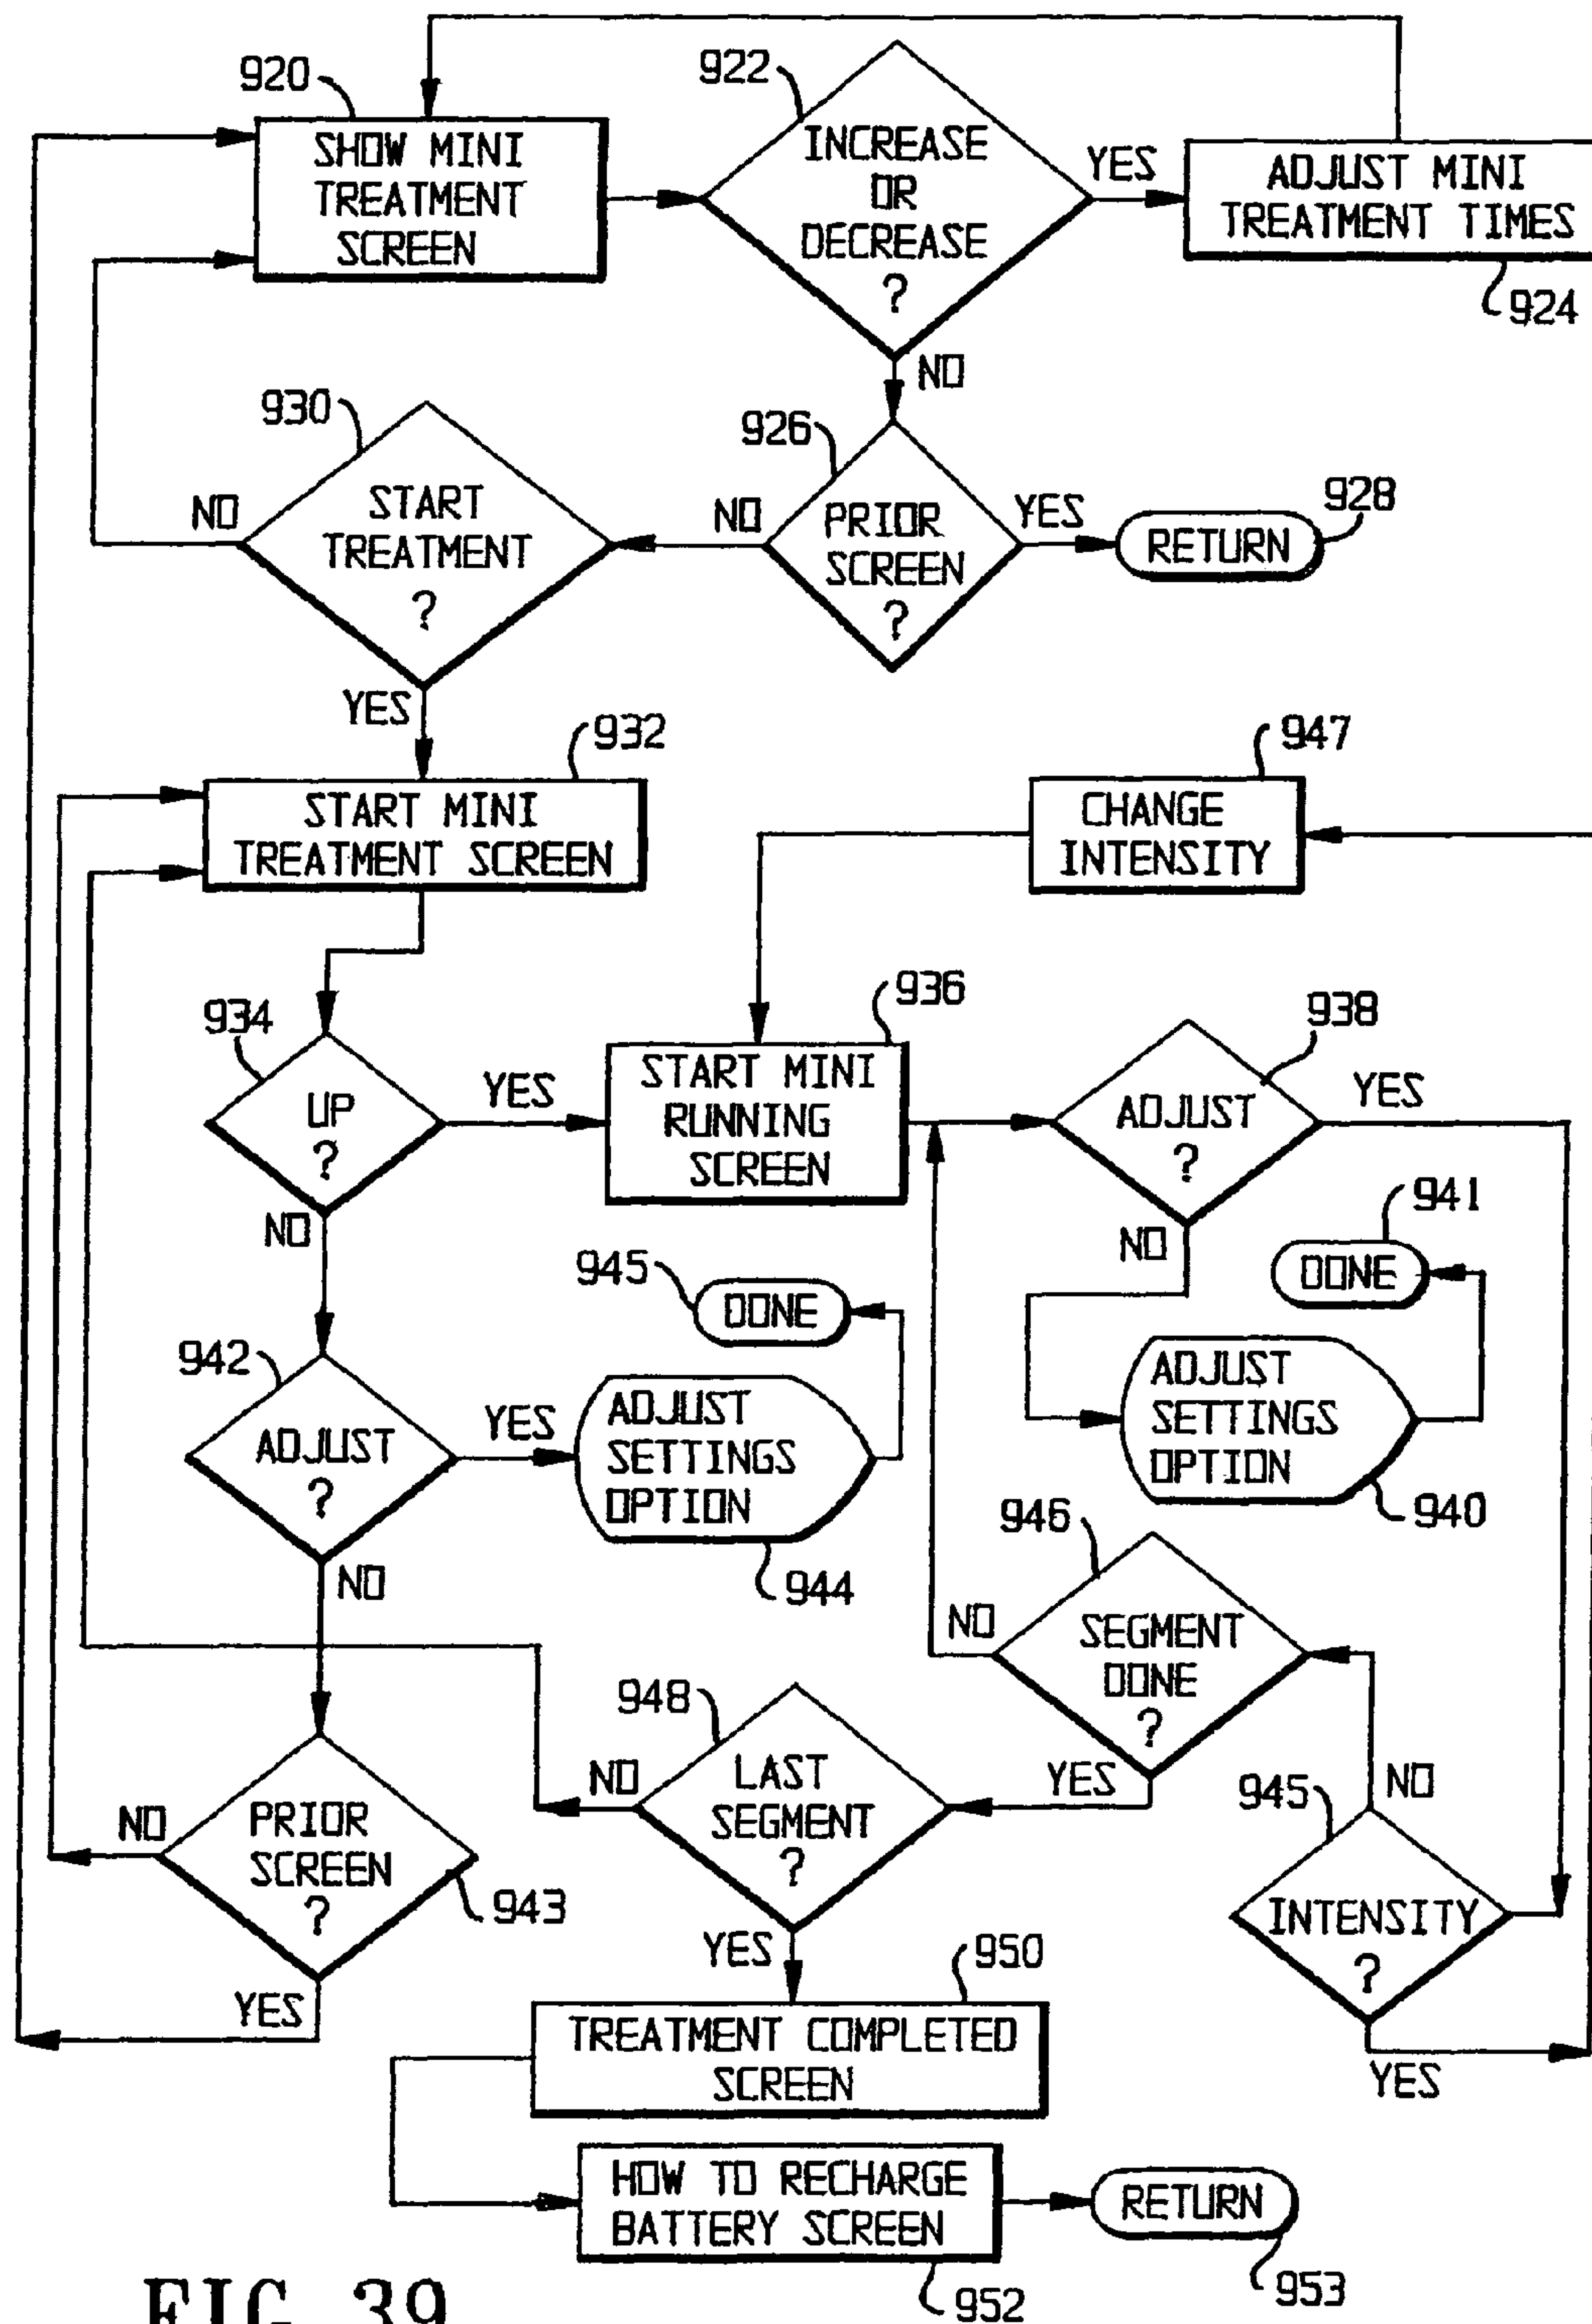 920
SHOW MINI
TREATMENT
SCREEN
922
INCREASE
OR
DECREASE
?
YES
ADJUST MINI
TREATMENT TIMES
924
NO
930
START
TREATMENT
?
NO
926
PRIOR
SCREEN
?
NO
YES
928
RETURN
YES
932
START MINI
TREATMENT SCREEN
947
CHANGE
INTENSITY
934
UP
?
YES
936
START MINI
RUNNING
SCREEN
938
ADJUST
?
YES
NO
NO
941
DONE
945
DONE
942
ADJUST
?
YES
ADJUST
SETTINGS
OPTION
944
ADJUST
SETTINGS
OPTION
940
NO
946
SEGMENT
DONE
?
NO
YES
948
LAST
SEGMENT
?
NO
945
NO
INTENSITY
?
YES
PRIOR
SCREEN
?
NO
943
YES
YES
950
TREATMENT COMPLETED
SCREEN
HOW TO RECHARGE
BATTERY SCREEN
952
RETURN
953
FIG 39